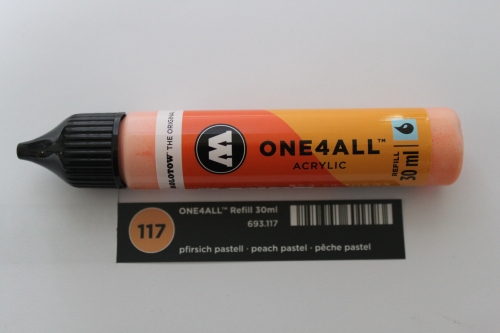 MOLOTOW THE ORIGINAL
M
ONE4ALL™
ACRYLIC
REFILL
30 ml
117
ONE4ALL™ Refill 30ml
693.117
pfirsich pastell · peach pastel · pêche pastel